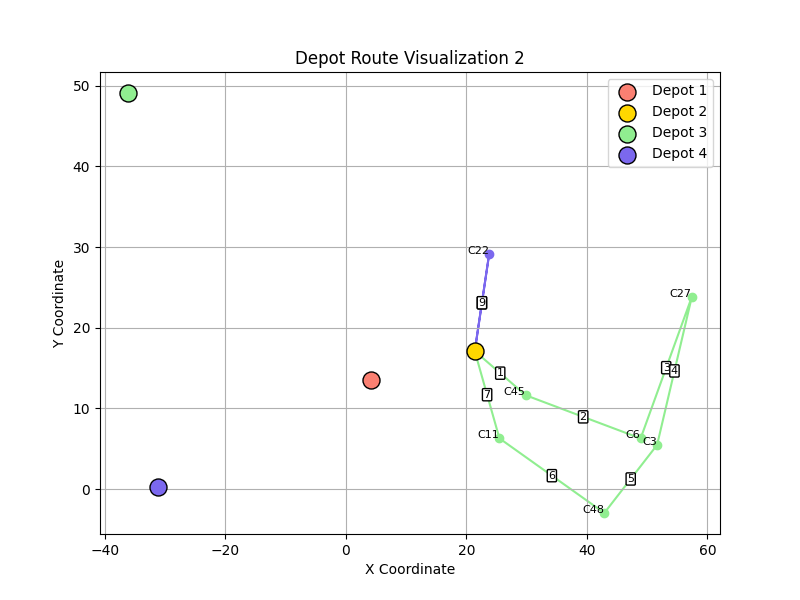 Depot Route Visualization 2
50
40
30
20
10
0
Y Coordinate
−40
−20
0
20
40
60
X Coordinate
Depot 1
Depot 2
Depot 3
Depot 4
C22
C27
9
1
3
4
7
C45
2
C11
C6
C3
6
5
C48